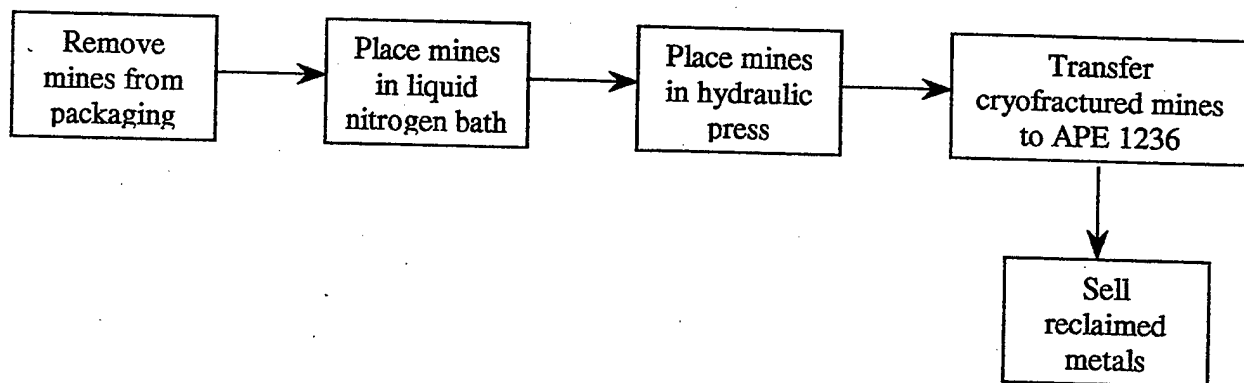 Remove
mines from
packaging
Place mines
in liquid
nitrogen bath
Place mines
in hydraulic
press
Transfer
cryofractured mines
to APE 1236
Sell
reclaimed
metals